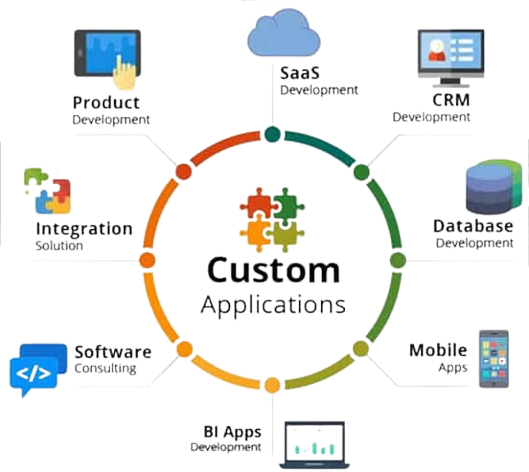 SaaS
Development
Product
Development
CRM
Development
Integration
Solution
Database
Development
Custom
Applications
Software
Consulting
</>
Mobile
Apps
BI Apps
Development